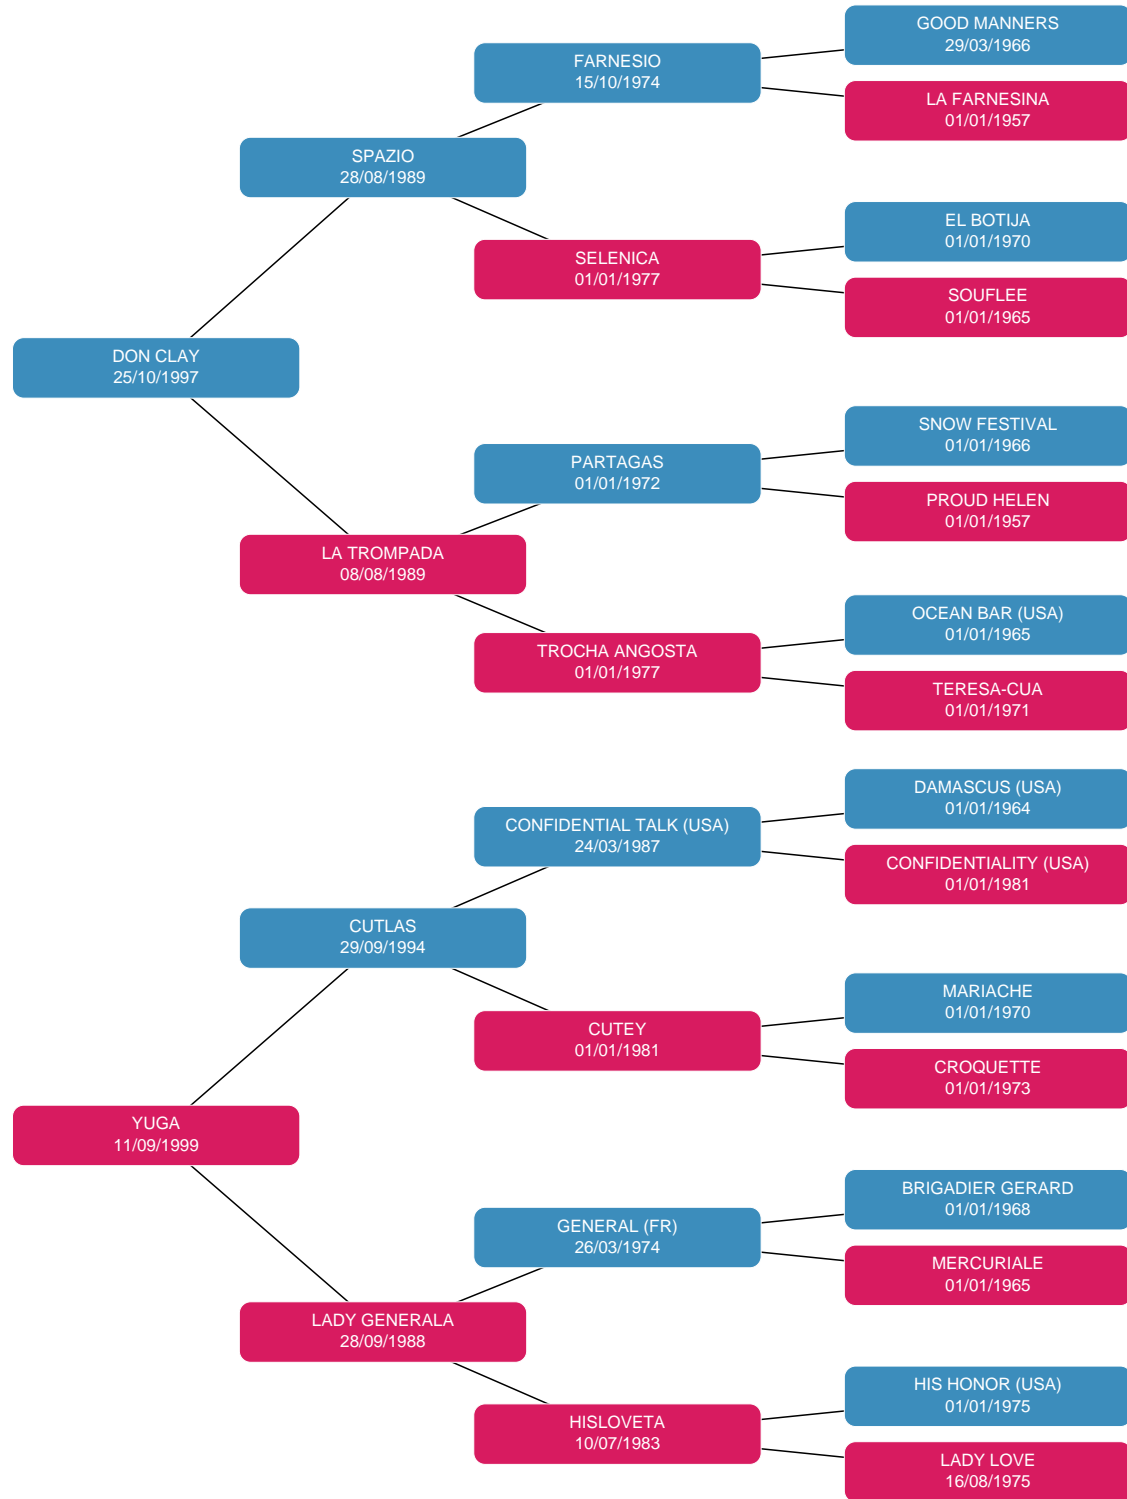 GOOD MANNERS
29/03/1966
FARNESIO
15/10/1974
LA FARNESINA
01/01/1957
SPAZIO
28/08/1989
EL BOTIJA
01/01/1970
SELENICA
01/01/1977
SOUFLEE
01/01/1965
DON CLAY
25/10/1997
SNOW FESTIVAL
01/01/1966
PARTAGAS
01/01/1972
PROUD HELEN
01/01/1957
LA TROMPADA
08/08/1989
OCEAN BAR (USA)
01/01/1965
TROCHA ANGOSTA
01/01/1977
TERESA-CUA
01/01/1971
DAMASCUS (USA)
01/01/1964
CONFIDENTIAL TALK (USA)
24/03/1987
CONFIDENTIALITY (USA)
01/01/1981
CUTLAS
29/09/1994
MARIACHE
01/01/1970
CUTEY
01/01/1981
CROQUETTE
01/01/1973
YUGA
11/09/1999
BRIGADIER GERARD
01/01/1968
GENERAL (FR)
26/03/1974
MERCURIALE
01/01/1965
LADY GENERALA
28/09/1988
HIS HONOR (USA)
01/01/1975
HISLOVETA
10/07/1983
LADY LOVE
16/08/1975